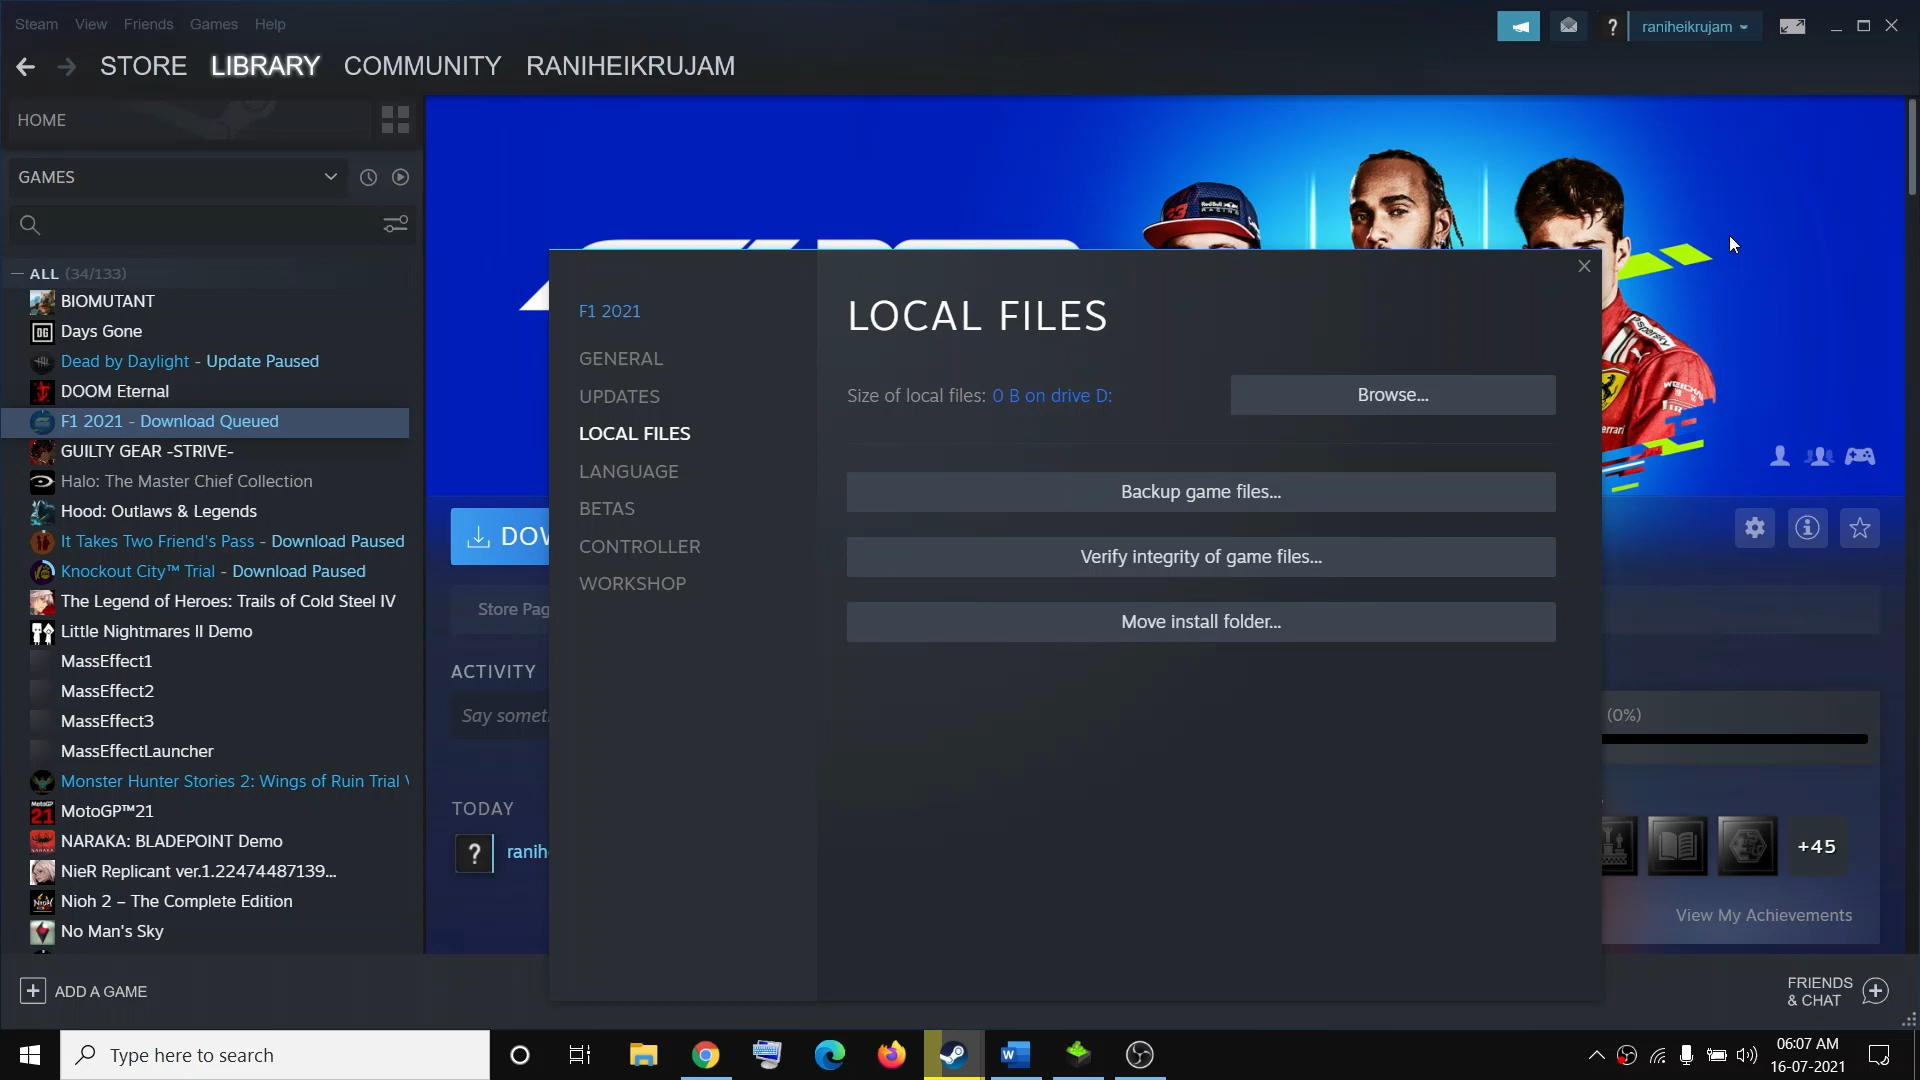 Steam View Friends Games Help
raniheikrujam
STORE LIBRARY COMMUNITY RANIHEIKRUJAM
HOME
GAMES
ALL (34/133)
BIOMUTANT
Days Gone
Dead by Daylight - Update Paused
DOOM Eternal
F1 2021 - Download Queued
GUILTY GEAR -STRIVE-
Halo: The Master Chief Collection
Hood: Outlaws & Legends
It Takes Two Friend's Pass - Download Paused
Knockout City™ Trial - Download Paused
The Legend of Heroes: Trails of Cold Steel IV
Little Nightmares II Demo
MassEffect1
MassEffect2
MassEffect3
MassEffectLauncher
Monster Hunter Stories 2: Wings of Ruin Trial
MotoGP™21
NARAKA: BLADEPOINT Demo
NieR Replicant ver.1.22474487139...
Nioh 2 – The Complete Edition
No Man's Sky
ADD A GAME
F1 2021
GENERAL
UPDATES
LOCAL FILES
LANGUAGE
BETAS
CONTROLLER
WORKSHOP
LOCAL FILES
Size of local files: 0 B on drive D:
Browse...
Backup game files...
Verify integrity of game files...
Move install folder...
Store Pag
ACTIVITY
TODAY
(0%)
+45
View My Achievements
FRIENDS
& CHAT
Type here to search
06:07 AM
16-07-2021